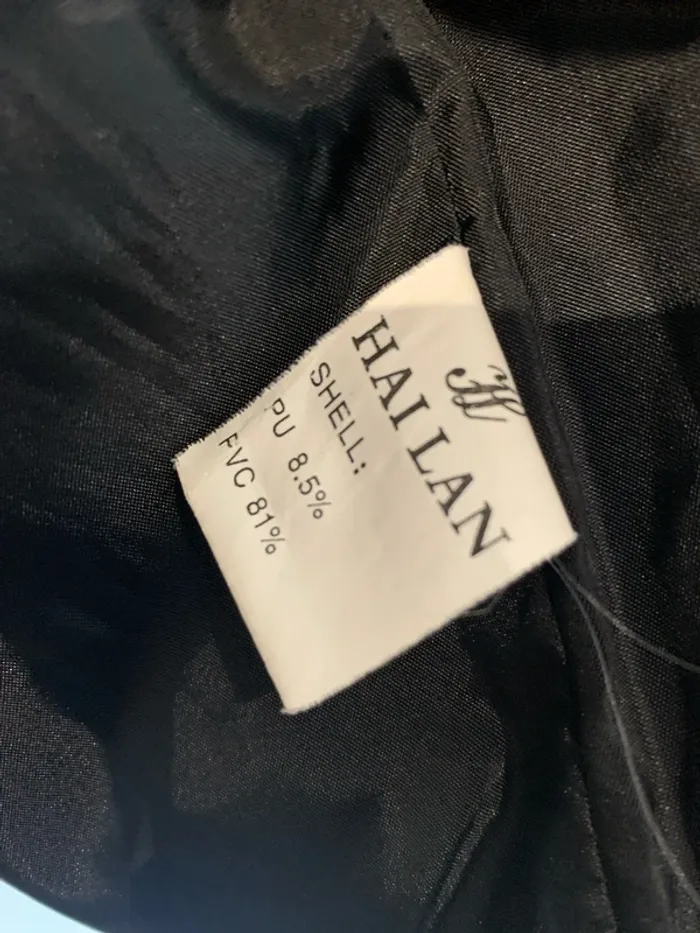 HAI LAN
SHELL:
PU 8.5%
FVC 81%